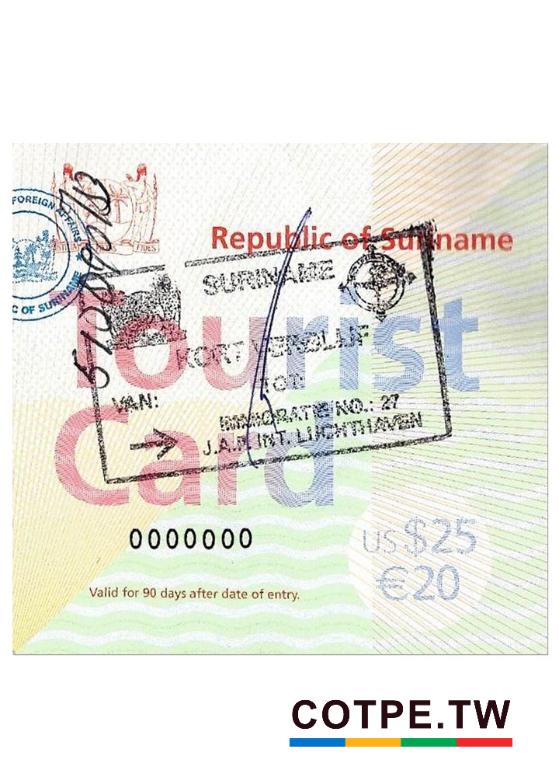 FOREIGN AFFAIRS
C OF SURINAME
Republic of Suriname
Tourist
Card
SURINAME
KORT VERBLIJF
TOT:
VAN:
IMMIGRATIE NO.: 27
J.A.P. INT. LUCHTHAVEN
0000000
US $25
€20
Valid for 90 days after date of entry.
COTPE.TW